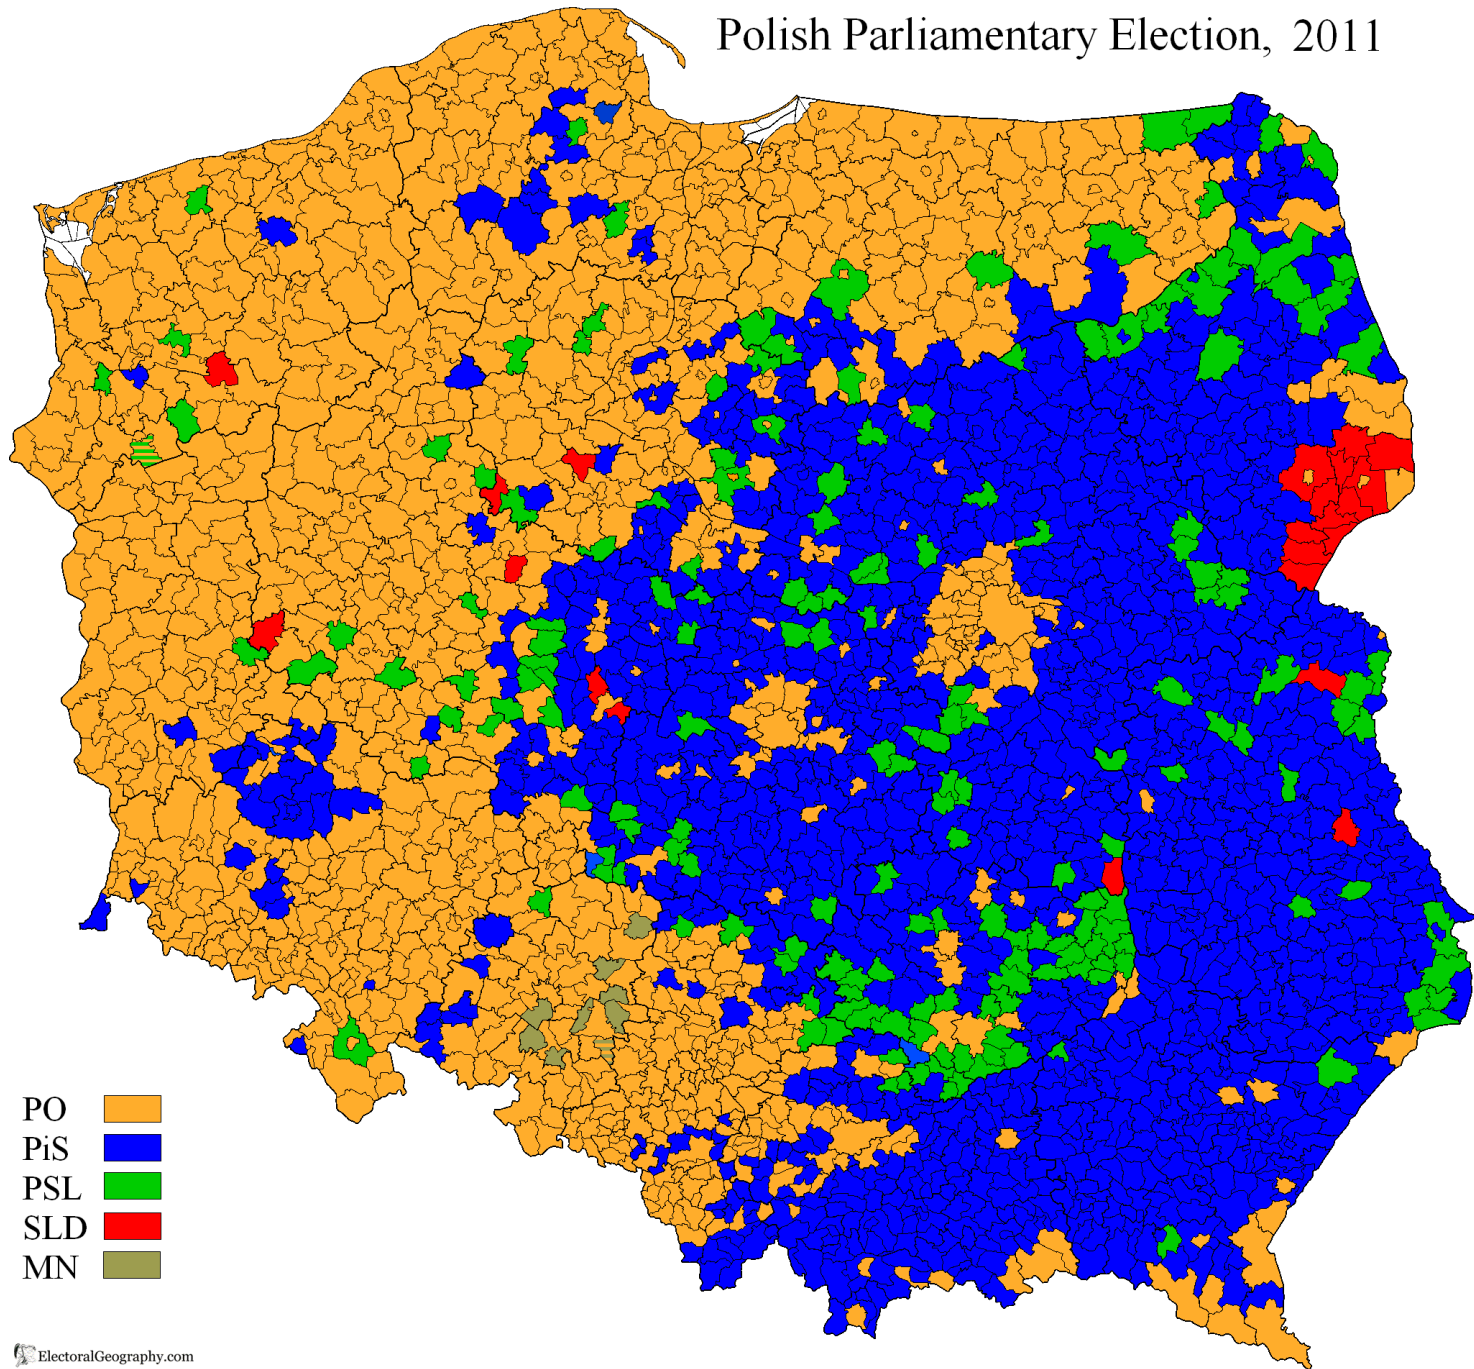 Polish Parliamentary Election, 2011
PO
PiS
PSL
SLD
MN
ElectoralGeography.com